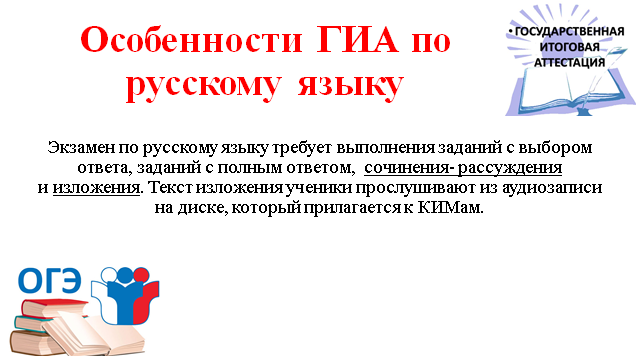 Особенности ГИА по
русскому языку
• ГОСУДАРСТВЕННАЯ
ИТОГОВАЯ
АТТЕСТАЦИЯ
Экзамен по русскому языку требует выполнения заданий с выбором
ответа, заданий с полным ответом, сочинения- рассуждения
и изложения. Текст изложения ученики прослушивают из аудиозаписи
на диске, который прилагается к КИМам.
ОГЭ